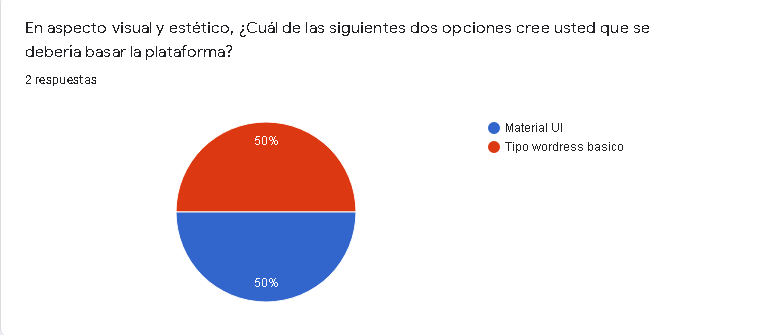 En aspecto visual y estético, ¿Cuál de las siguientes dos opciones cree usted que se
debería basar la plataforma?
2 respuestas
50%
50%
Material UI
Tipo wordress basico